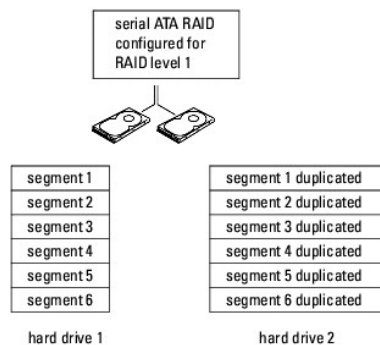 serial ATA RAID
configured for
RAID level 1
segment 1
segment 2
segment 3
segment 4
segment 5
segment 6
hard drive 1
segment 1 duplicated
segment 2 duplicated
segment 3 duplicated
segment 4 duplicated
segment 5 duplicated
segment 6 duplicated
hard drive 2